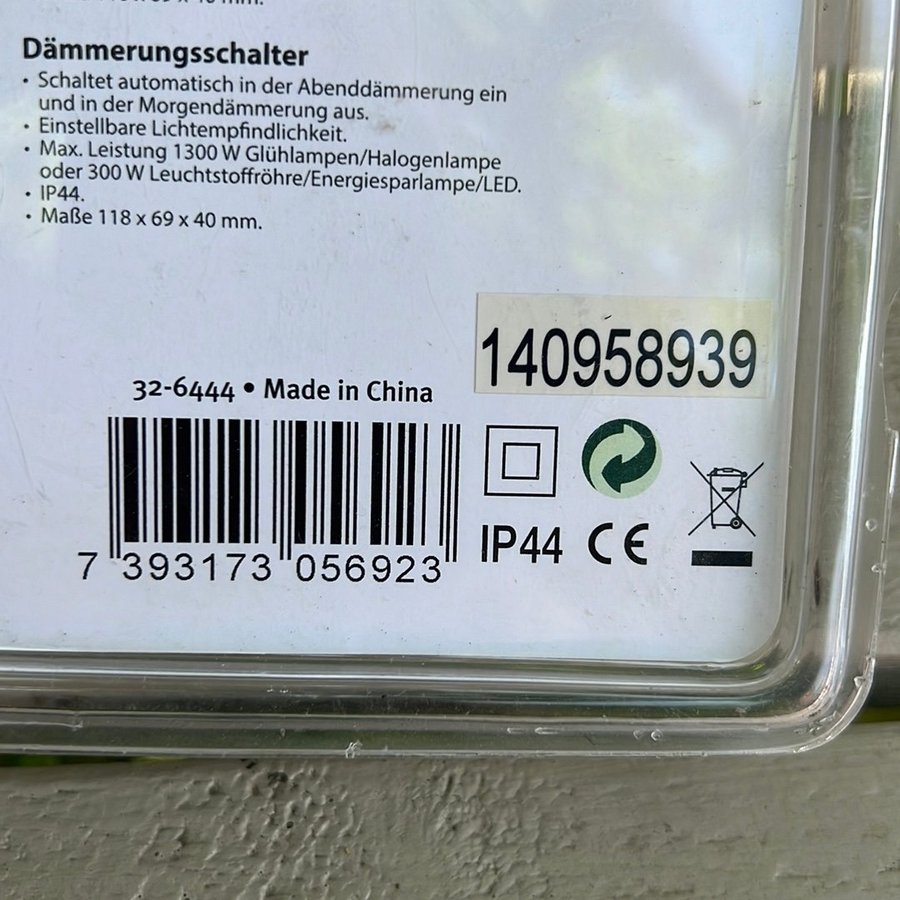 Dämmerungsschalter
• Schaltet automatisch in der Abenddämmerung ein
und in der Morgendämmerung aus.
• Einstellbare Lichtempfindlichkeit.
• Max. Leistung 1300 W Glühlampen/Halogenlampe
oder 300 W Leuchtstoffröhre/Energiesparlampe/LED.
• IP44.
• Maße 118 x 69 x 40 mm.
140958939
32-6444 • Made in China
7 393173 056923
IP44 CE